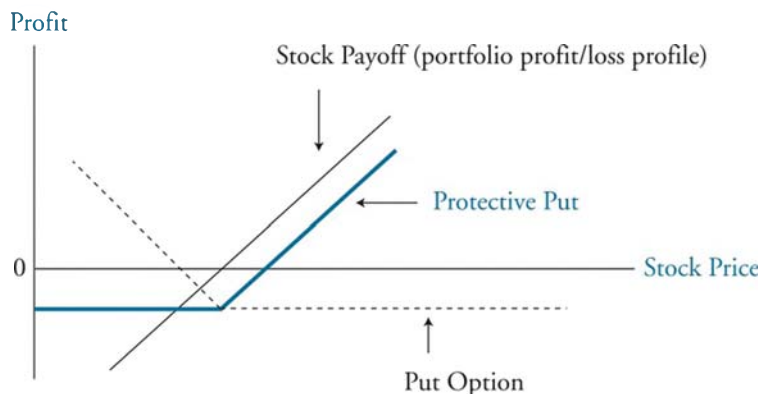 Profit
Stock Payoff (portfolio profit/loss profile)
Protective Put
0
Stock Price
Put Option